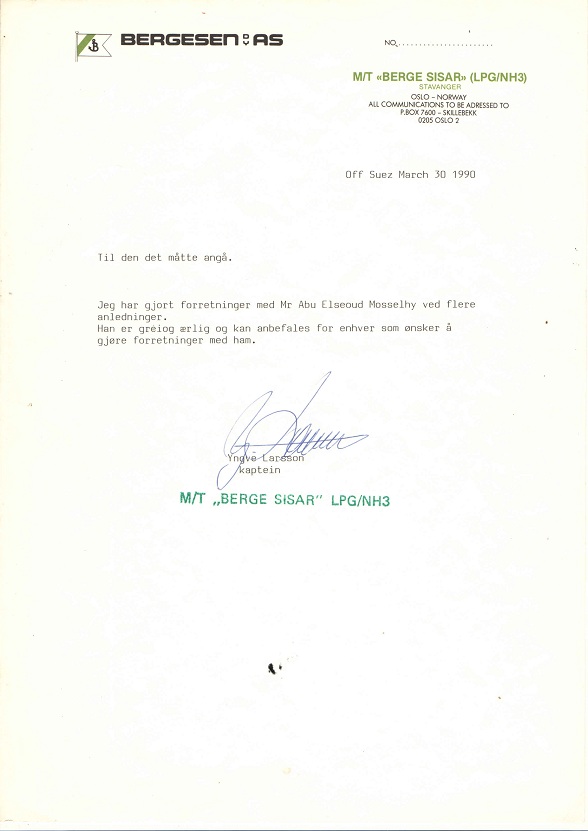 BERGESEN D Y AS
NO. .......................
M/T «BERGE SISAR» (LPG/NH3)
STAVANGER
OSLO – NORWAY
ALL COMMUNICATIONS TO BE ADRESSED TO
P.BOX 7600 – SKILLEBEKK
0205 OSLO 2
Off Suez March 30 1990
Til den det måtte angå.
Jeg har gjort forretninger med Mr Abu Elseoud Mosselhy ved flere
anledninger.
Han er greiog ærlig og kan anbefales for enhver som ønsker å
gjøre forretninger med ham.
Yngve Larsson
kaptein
M/T „BERGE SISAR” LPG/NH3